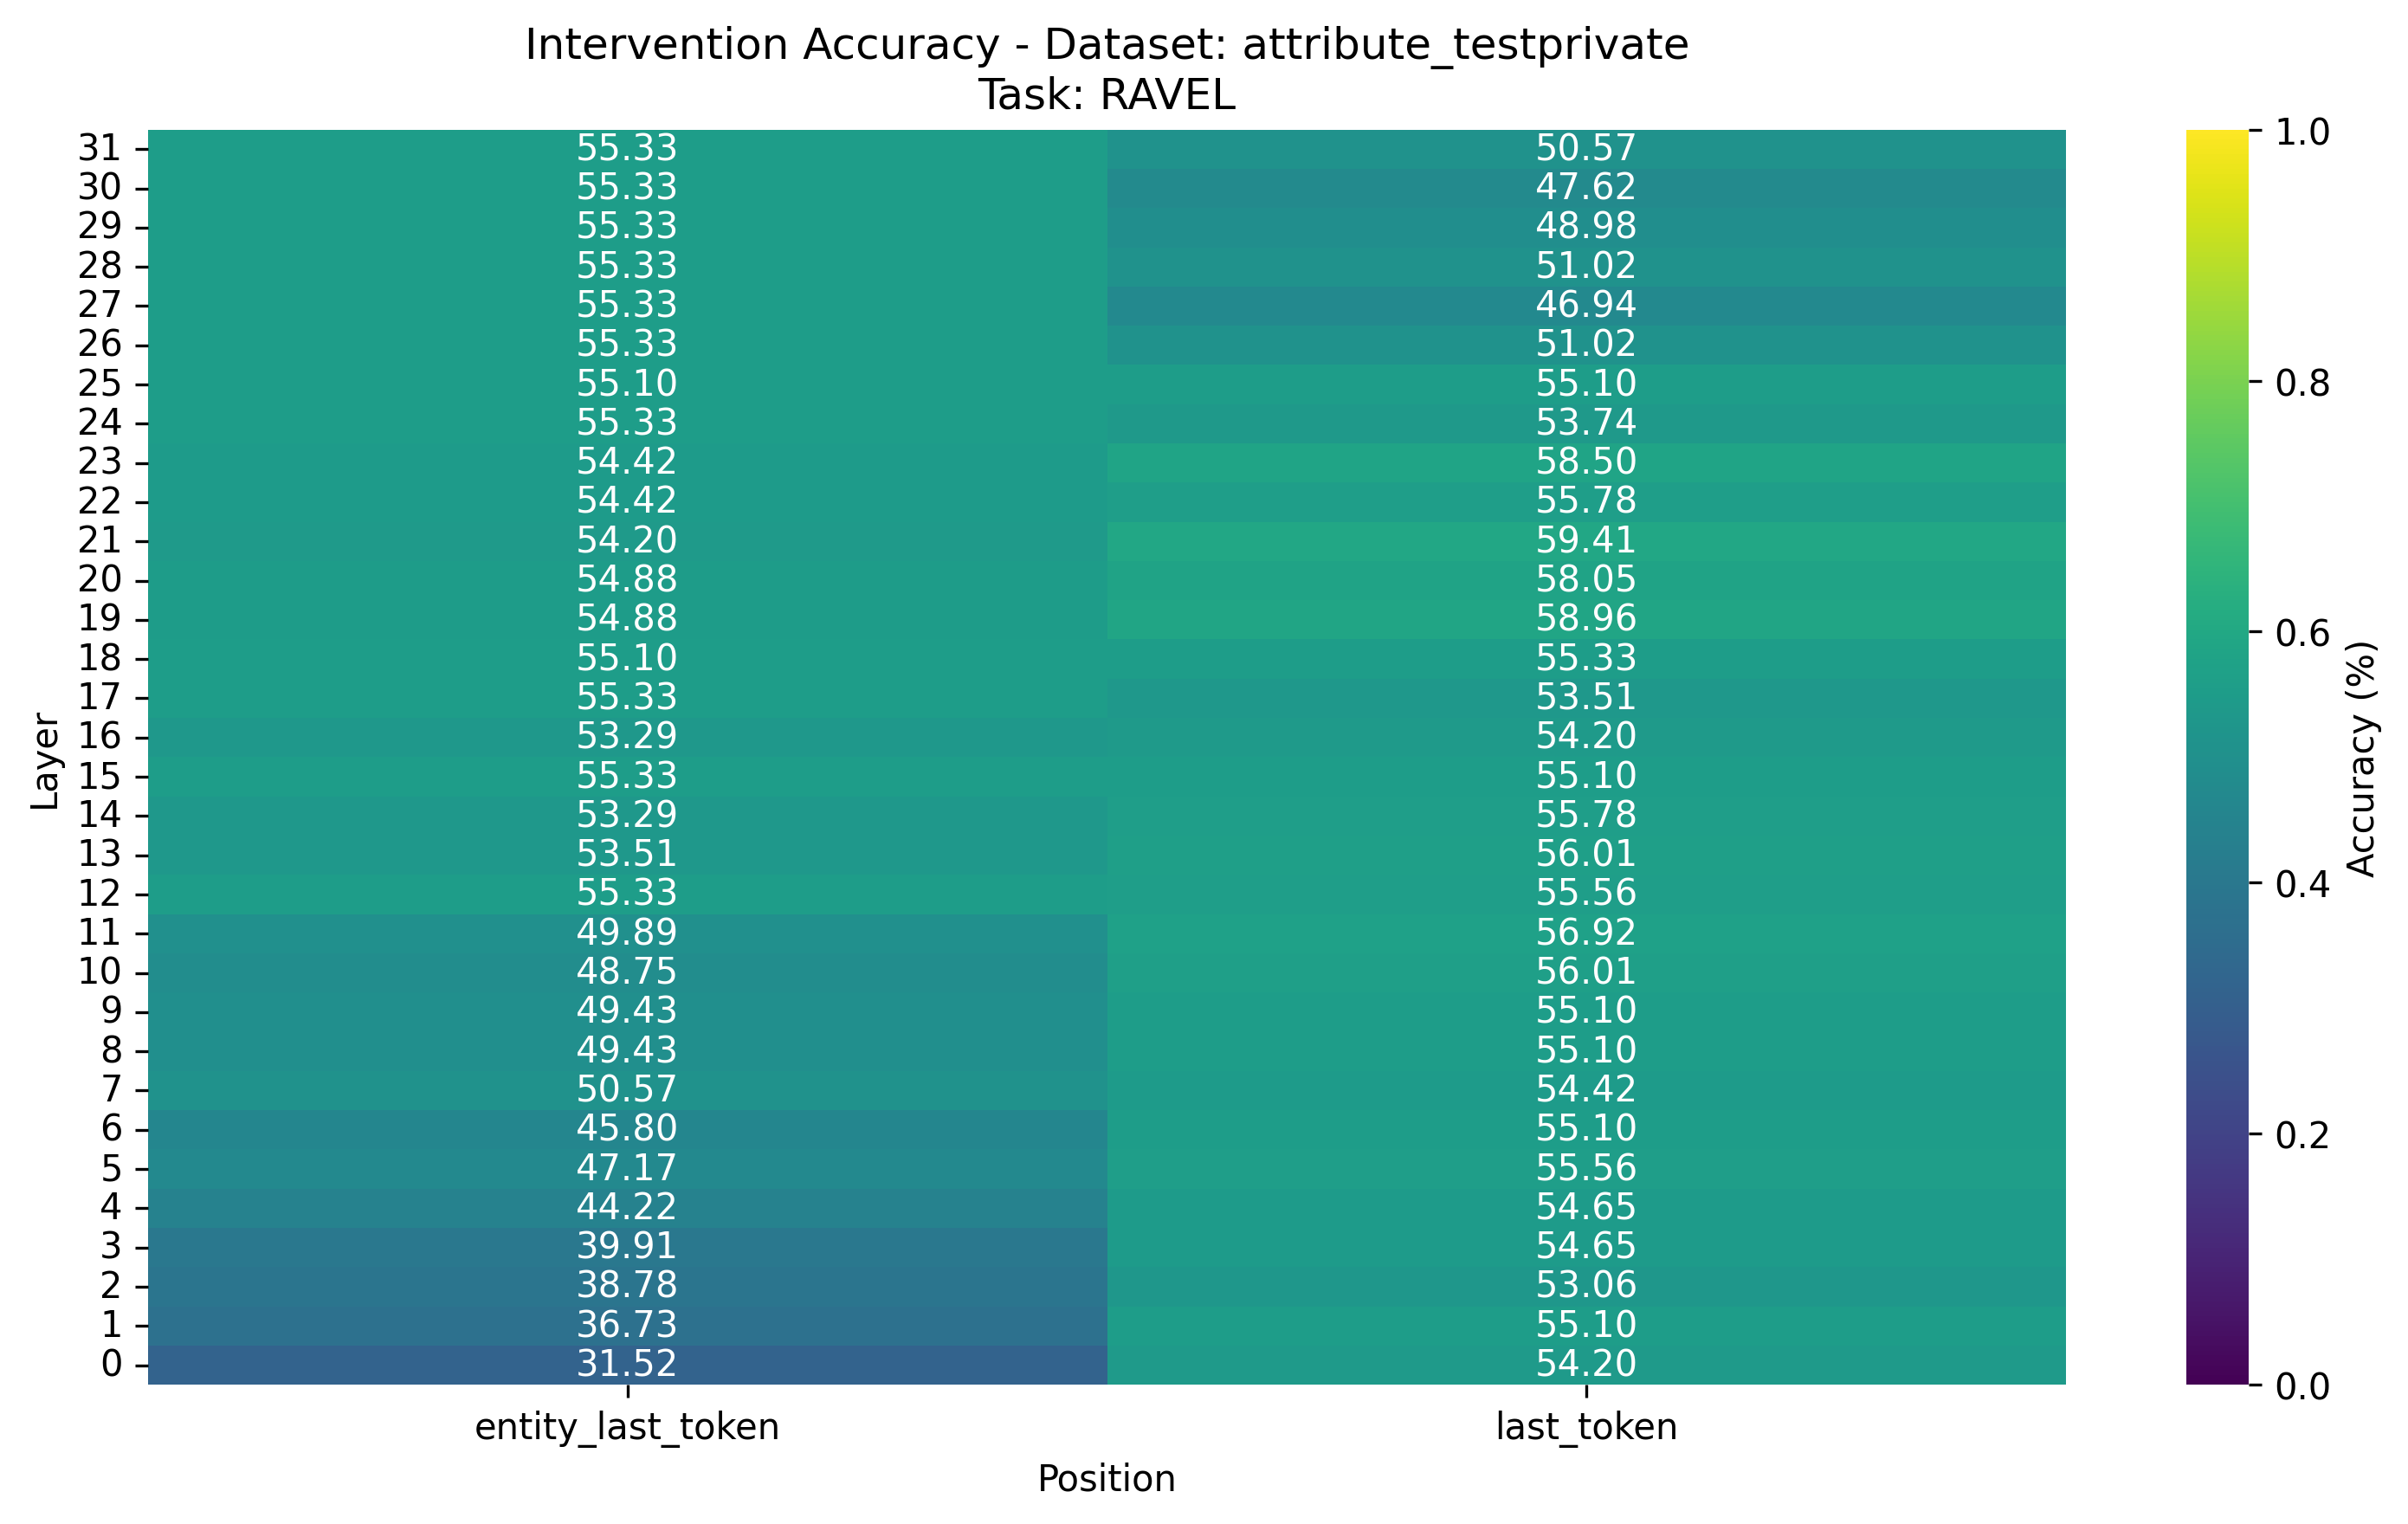 Intervention Accuracy - Dataset: attribute_testprivate
Task: RAVEL
31 55.33 50.57
30 55.33 47.62
29 55.33 48.98
28 55.33 51.02
27 55.33 46.94
26 55.33 51.02
25 55.10 55.10
24 55.33 53.74
23 54.42 58.50
22 54.42 55.78
21 54.20 59.41
20 54.88 58.05
19 54.88 58.96
18 55.10 55.33
17 55.33 53.51
16 53.29 54.20
15 55.33 55.10
14 53.29 55.78
13 53.51 56.01
12 55.33 55.56
11 49.89 56.92
10 48.75 56.01
9 49.43 55.10
8 49.43 55.10
7 50.57 54.42
6 45.80 55.10
5 47.17 55.56
4 44.22 54.65
3 39.91 54.65
2 38.78 53.06
1 36.73 55.10
0 31.52 54.20
entity_last_token last_token
Position
Layer
1.0
0.8
0.6
0.4
0.2
0.0
Accuracy (%)